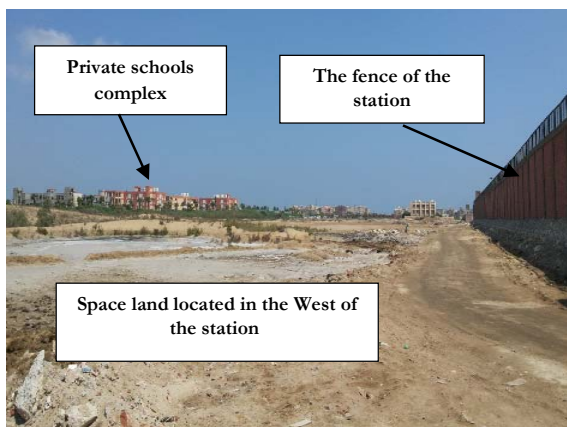 Private schools
complex
The fence of the
station
Space land located in the West of
the station